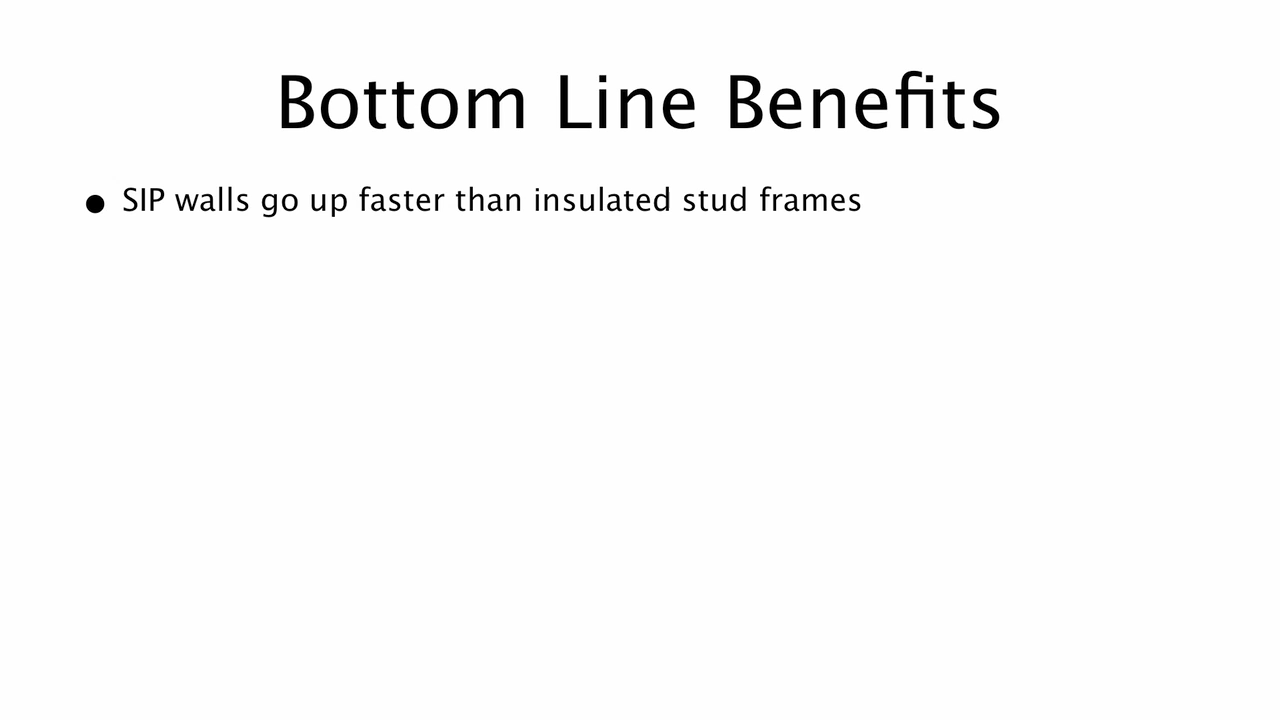 Bottom Line Benefits
• SIP walls go up faster than insulated stud frames